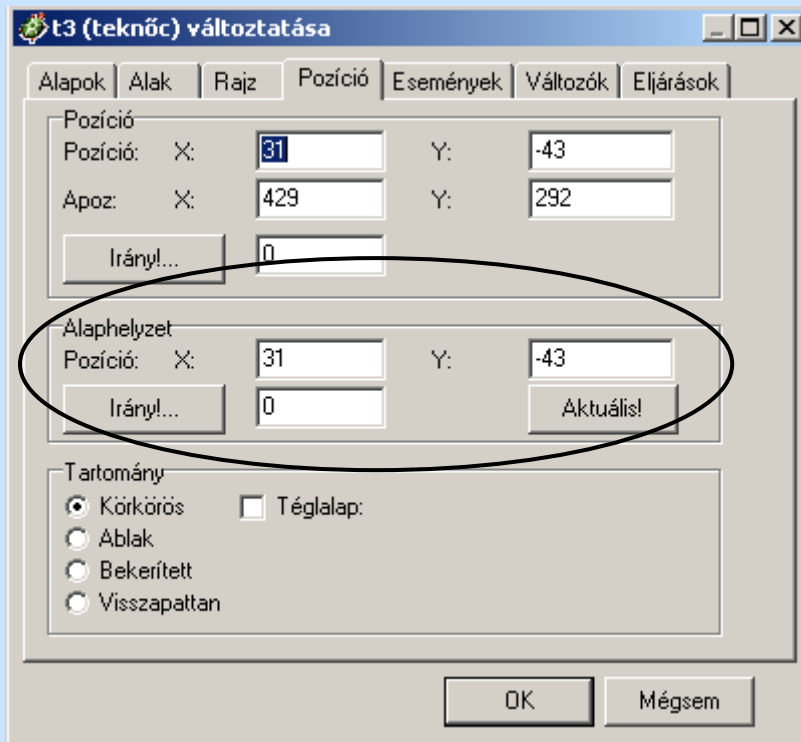 t3 (teknőc) változtatása
Alapok Alak Rajz Pozíció Események Változók Eljárások
Pozíció
Pozíció: X: 31 Y: -43
Apoz: X: 429 Y: 292
Irány!... 0
Alaphelyzet
Pozíció: X: 31 Y: -43
Irány!... 0 Aktuális!
Tartomány
Körkörös Téglalap:
Ablak
Bekerített
Visszapattan
OK Mégsem